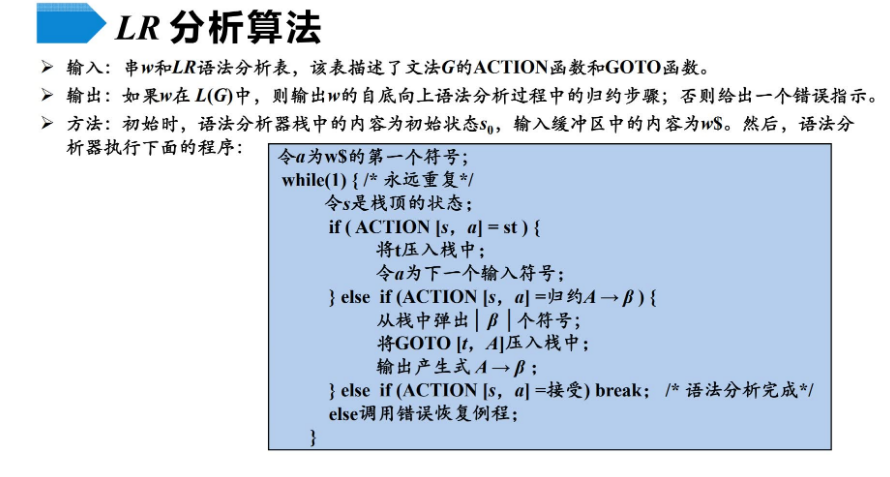 LR 分析算法
➢ 输入：串w和LR语法分析表，该表描述了文法G的ACTION函数和GOTO函数。
➢ 输出：如果w在 L(G)中，则输出w的自底向上语法分析过程中的归约步骤；否则给出一个错误指示。
➢ 方法：初始时，语法分析器栈中的内容为初始状态s₀，输入缓冲区中的内容为w$。然后，语法分
析器执行下面的程序：
令a为w$的第一个符号；
while(1) { /* 永远重复*/
令s是栈顶的状态；
if ( ACTION [s，a] = st ) {
将t压入栈中；
令a为下一个输入符号；
} else if (ACTION [s，a] =归约A → β ) {
从栈中弹出│ β │个符号；
将GOTO [t，A]压入栈中；
输出产生式 A → β ；
} else if (ACTION [s，a] =接受) break； /* 语法分析完成*/
else调用错误恢复例程；
}